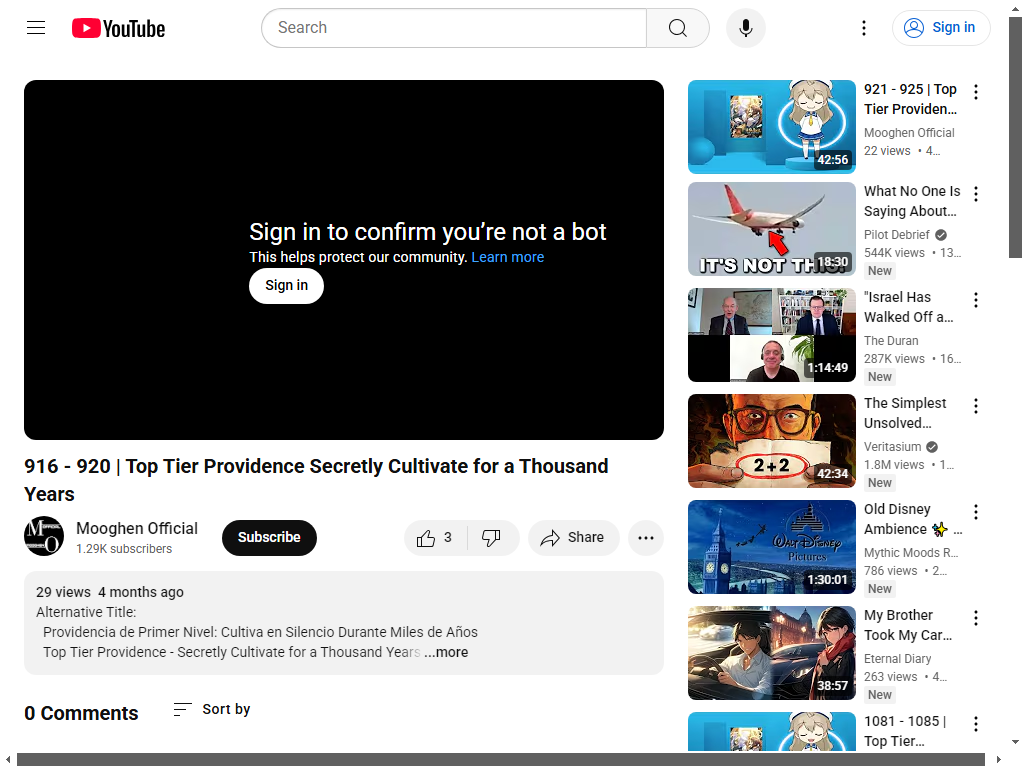 YouTube
Search
Sign in
Sign in to confirm you’re not a bot
This helps protect our community. Learn more
Sign in
916 - 920 | Top Tier Providence Secretly Cultivate for a Thousand
Years
Mooghen Official
1.29K subscribers
Subscribe
3
Share
29 views 4 months ago
Alternative Title:
Providencia de Primer Nivel: Cultiva en Silencio Durante Miles de Años
Top Tier Providence - Secretly Cultivate for a Thousand Years ...more
0 Comments
Sort by
42:56
921 - 925 | Top
Tier Providen...
Mooghen Official
22 views • 4...
IT'S NOT THIS!
18:30
What No One Is
Saying About...
Pilot Debrief
544K views • 13...
New
1:14:49
"Israel Has
Walked Off a...
The Duran
287K views • 16...
New
2+2
42:34
The Simplest
Unsolved...
Veritasium
1.8M views • 1...
New
Walt Disney
Pictures
1:30:01
Old Disney
Ambience ✨ ...
Mythic Moods R...
786 views • 2...
New
38:57
My Brother
Took My Car...
Eternal Diary
263 views • 4...
New
1081 - 1085 |
Top Tier...